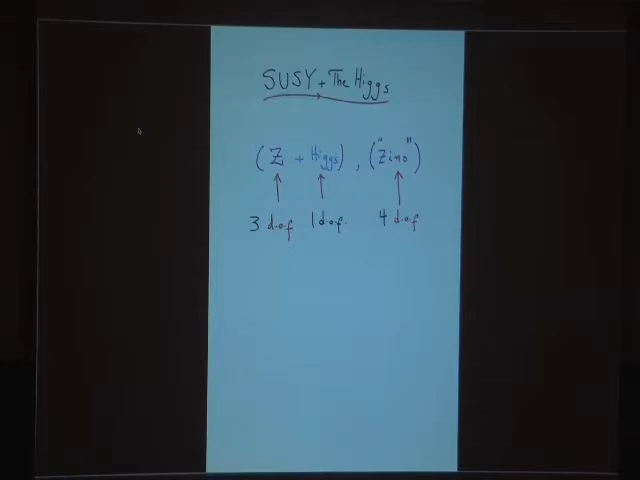 SUSY + The Higgs
(Z + Higgs), ("Zino")
3 d.o.f 1 d.o.f. 4 d.o.f